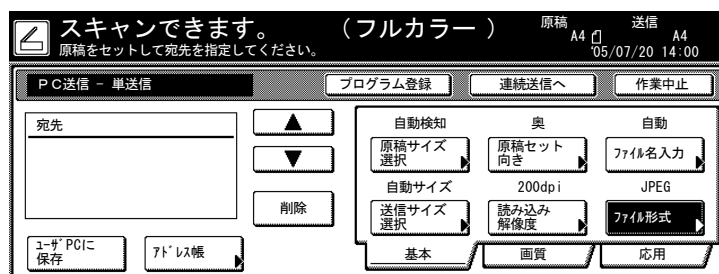 スキャンできます。 （フルカラー ） 原稿 A4 送信 A4
原稿をセットして宛先を指定してください。 '05/07/20 14:00
ＰＣ送信 − 単送信 プログラム登録 連続送信へ 作業中止
宛先 ▲ 自動検知 奥 自動
▼ 原稿サイズ選択 原稿セット向き ファイル名入力
自動サイズ 200dpi JPEG
削除 送信サイズ選択 読み込み解像度 ファイル形式
ユーザPCに保存 アドレス帳 基本 画質 応用